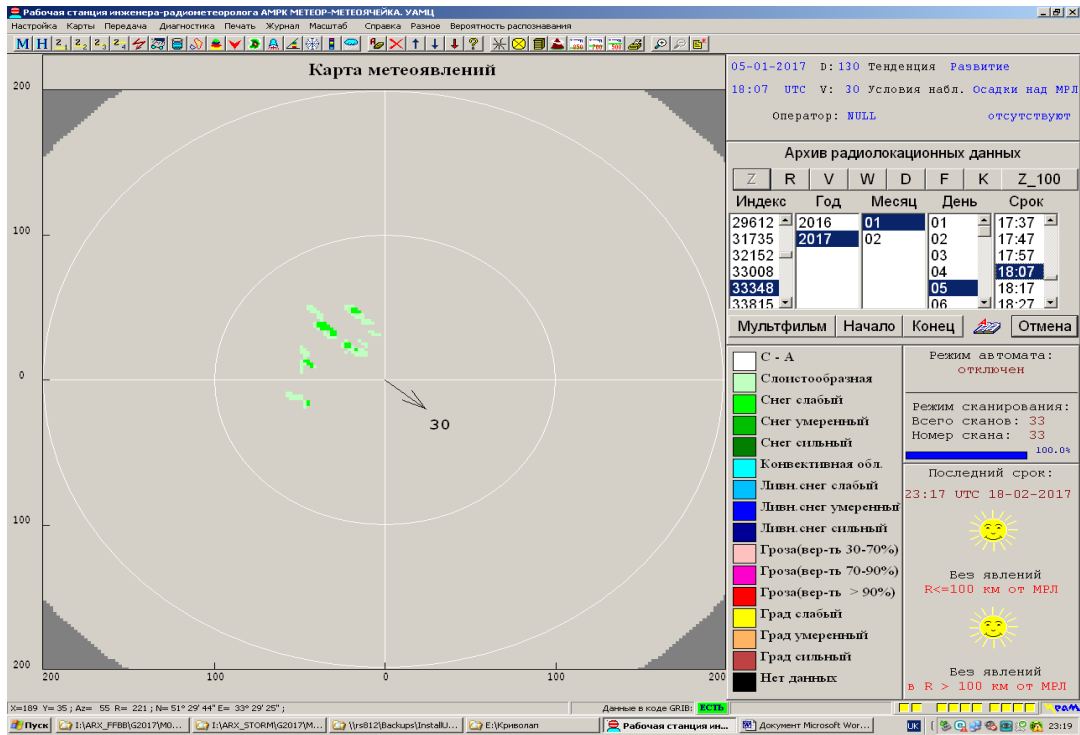 Рабочая станция инженера-радионетеоролога АМРК МЕТЕОР-МЕТЕОЯЧЕЙКА. УАМЦ
Настройка Карты Передача Диагностика Печать Журнал Масштаб Справка Разное Вероятность распознавания
M H
Карта метеоявлений
200
100
0
100
200
200 100 0 100 200
30
05-01-2017 D: 130 Тенденция Развитие
18:07 UTC V: 30 Условия набл. Осадки над МРЛ
Оператор: NULL отсутствуют
Архив радиолокационных данных
Z R V W D F K Z_100
Индекс Год Месяц День Срок
29612 2016 01 01 17:37
31735 2017 02 02 17:47
32152 03 17:57
33008 04 18:07
33348 05 18:17
33815 06 18:27
Мультфильм Начало Конец Отмена
С - А
Слоистообразная
Снег слабый
Снег умеренный
Снег сильный
Конвективная обл.
Ливн.снег слабый
Ливн.снег умеренный
Ливн.снег сильный
Гроза(вер-ть 30-70%)
Гроза(вер-ть 70-90%)
Гроза(вер-ть > 90%)
Град слабый
Град умеренный
Град сильный
Нет данных
Режим автомата:
отключен
Режим сканирования:
Всего сканов: 33
Номер скана: 33
100.0%
Последний срок:
23:17 UTC 18-02-2017
Без явлений
R<=100 км от МРЛ
Без явлений
в R > 100 км от МРЛ
X=189 Y= 35 ; Az= 55 R= 221 ; N= 51° 29' 44" E= 33° 29' 25" ;
Данные в коде GRIB: ЕСТЬ
Пуск
I:\ARX_FFBB\G2017\M0...
I:\ARX_STORM\G2017\M...
\\rs812\Backups\InstallU...
E:\Криволап
Рабочая станция ин...
Документ Microsoft Wor...
UK
23:19